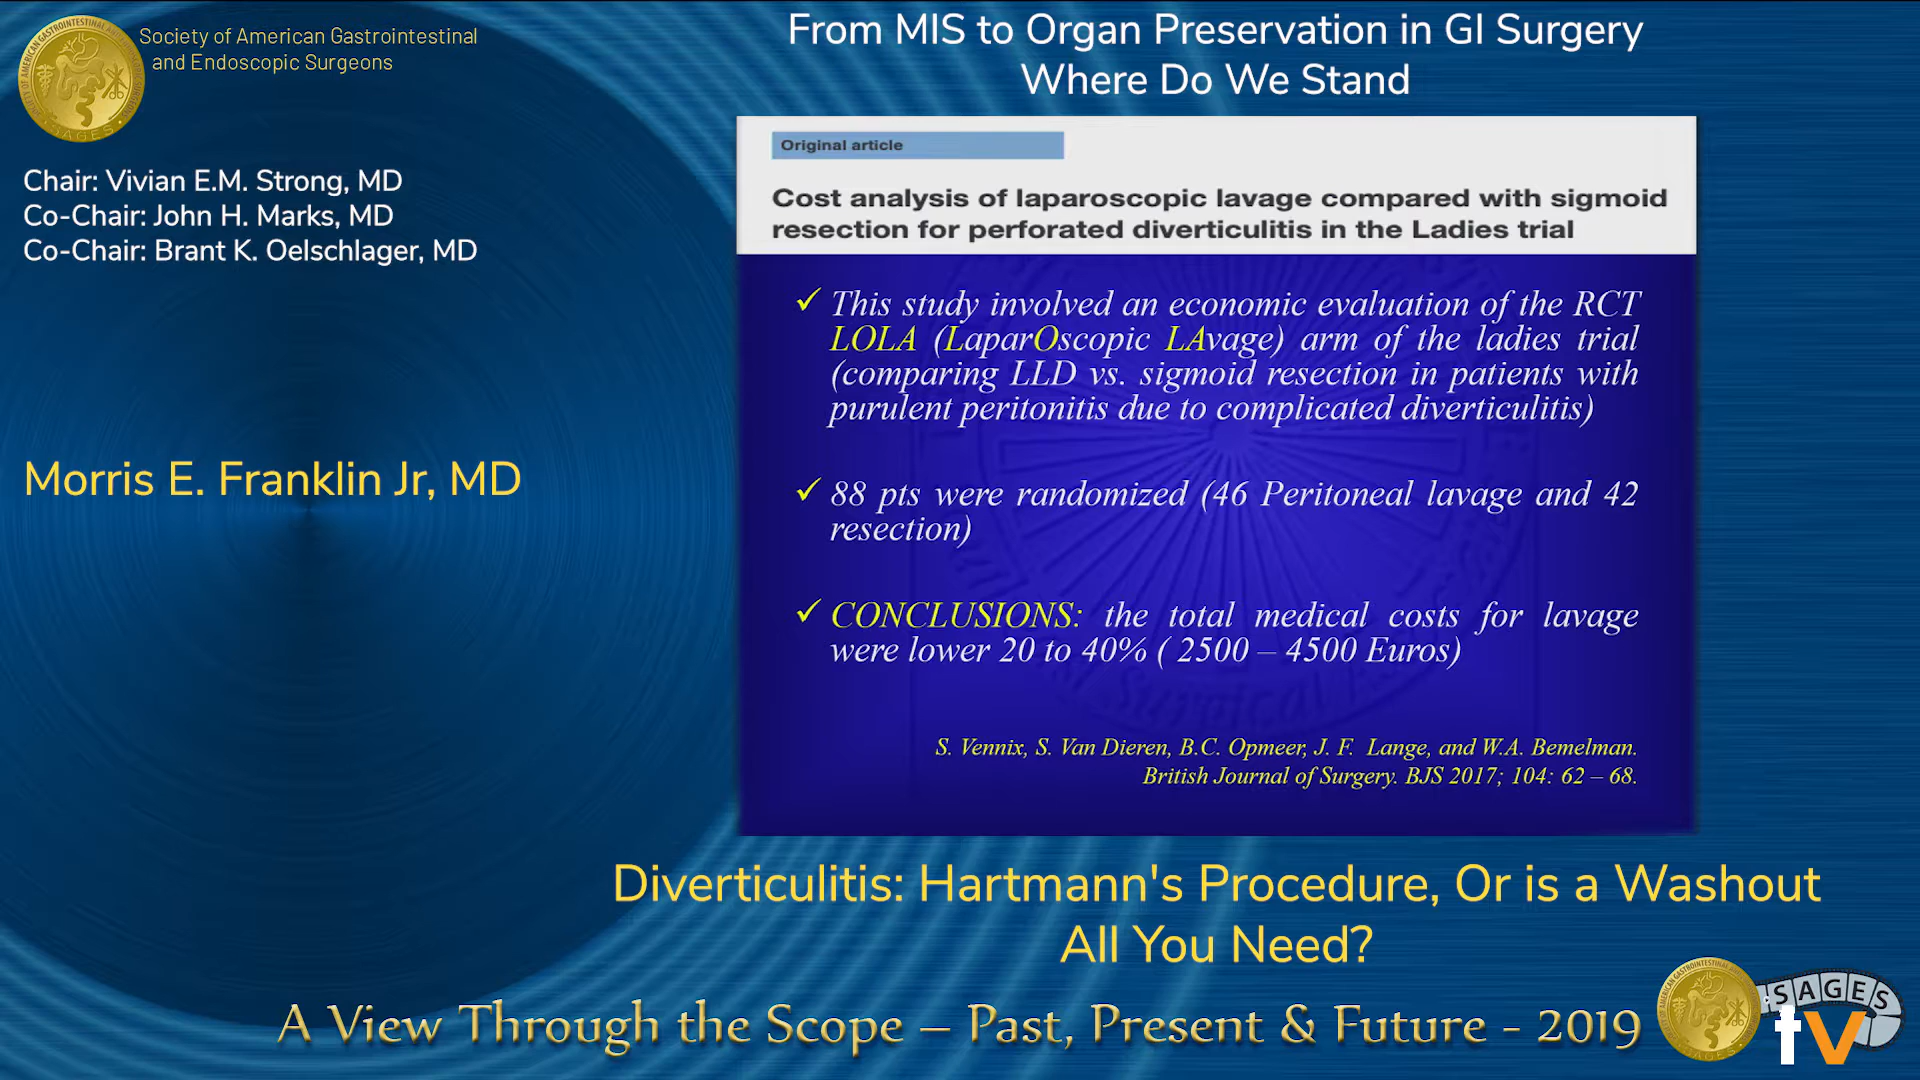 Society of American Gastrointestinal
and Endoscopic Surgeons
Chair: Vivian E.M. Strong, MD
Co-Chair: John H. Marks, MD
Co-Chair: Brant K. Oelschlager, MD
Morris E. Franklin Jr, MD
From MIS to Organ Preservation in GI Surgery
Where Do We Stand
Original article
Cost analysis of laparoscopic lavage compared with sigmoid
resection for perforated diverticulitis in the Ladies trial
✓ This study involved an economic evaluation of the RCT
LOLA (LaparOscopic LAvage) arm of the ladies trial
(comparing LLD vs. sigmoid resection in patients with
purulent peritonitis due to complicated diverticulitis)
✓ 88 pts were randomized (46 Peritoneal lavage and 42
resection)
✓ CONCLUSIONS: the total medical costs for lavage
were lower 20 to 40% ( 2500 – 4500 Euros)
S. Vennix, S. Van Dieren, B.C. Opmeer, J. F. Lange, and W.A. Bemelman.
British Journal of Surgery. BJS 2017; 104: 62 – 68.
Diverticulitis: Hartmann's Procedure, Or is a Washout
All You Need?
A View Through the Scope – Past, Present & Future - 2019
SAGES
tv